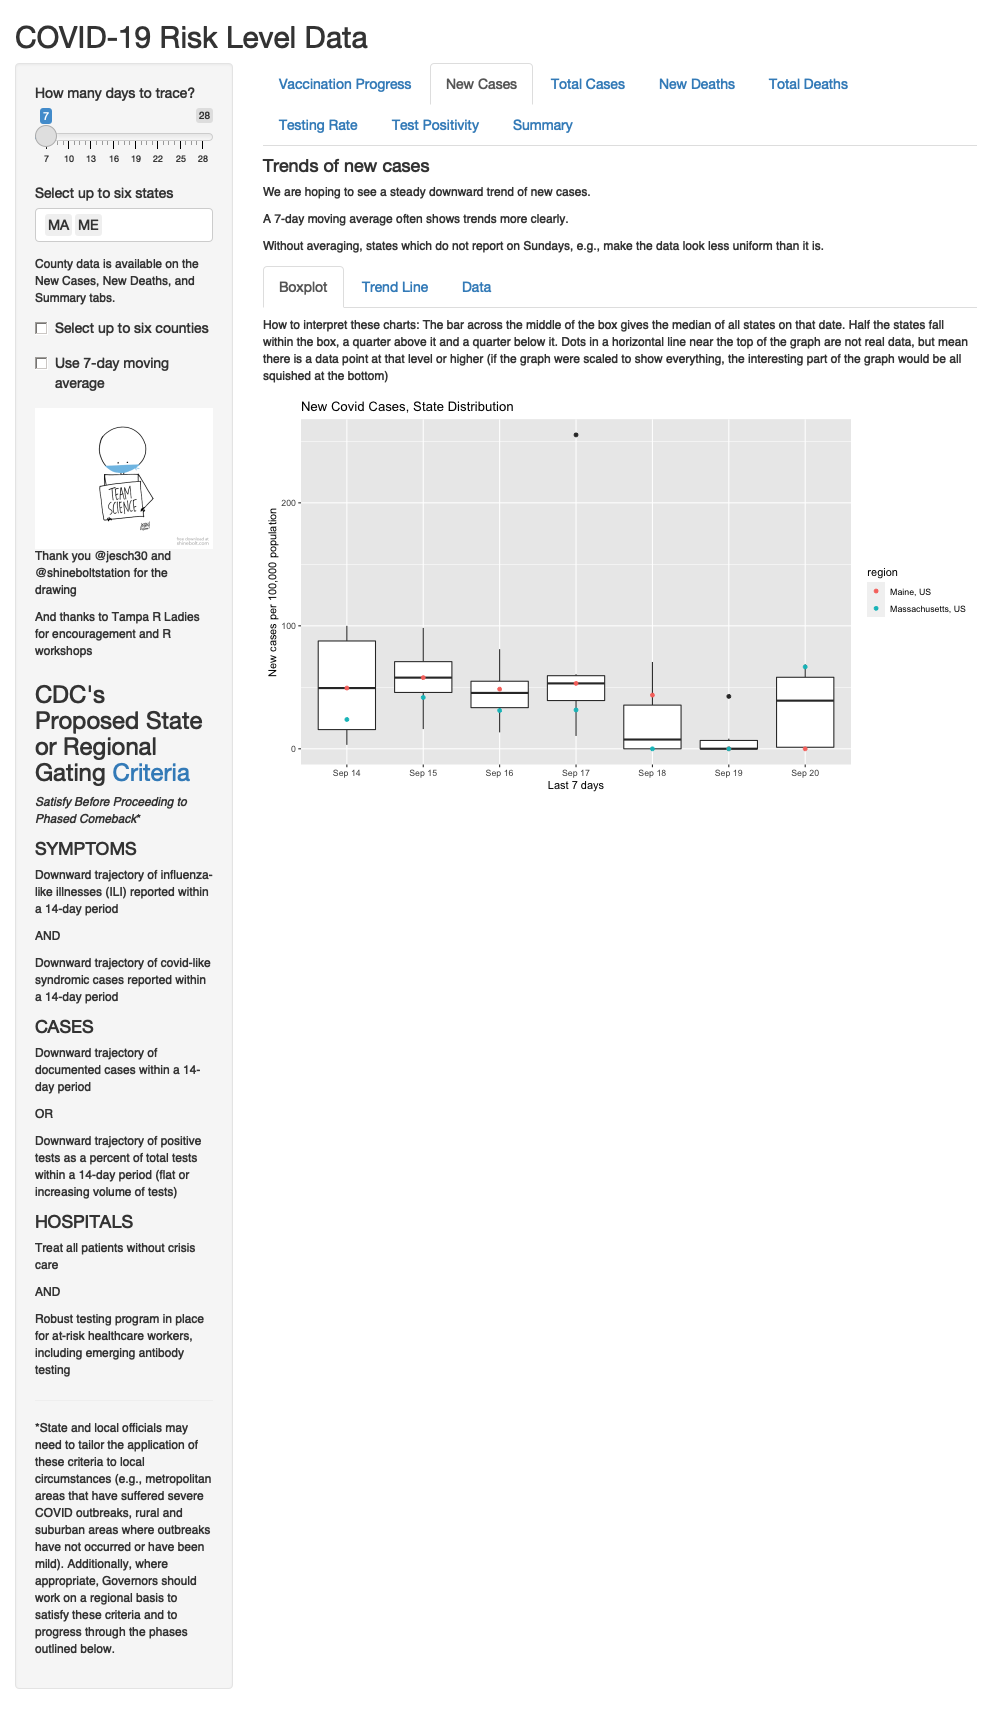 COVID-19 Risk Level Data
How many days to trace?
7
28
7 10 13 16 19 22 25 28
Select up to six states
MA ME
County data is available on the
New Cases, New Deaths, and
Summary tabs.
Select up to six counties
Use 7-day moving
average
TEAM
SCIENCE
free download at
shinebolt.com
Thank you @jesch30 and
@shineboltstation for the
drawing
And thanks to Tampa R Ladies
for encouragement and R
workshops
CDC's
Proposed State
or Regional
Gating Criteria
Satisfy Before Proceeding to
Phased Comeback*
SYMPTOMS
Downward trajectory of influenza-
like illnesses (ILI) reported within
a 14-day period
AND
Downward trajectory of covid-like
syndromic cases reported within
a 14-day period
CASES
Downward trajectory of
documented cases within a 14-
day period
OR
Downward trajectory of positive
tests as a percent of total tests
within a 14-day period (flat or
increasing volume of tests)
HOSPITALS
Treat all patients without crisis
care
AND
Robust testing program in place
for at-risk healthcare workers,
including emerging antibody
testing
*State and local officials may
need to tailor the application of
these criteria to local
circumstances (e.g., metropolitan
areas that have suffered severe
COVID outbreaks, rural and
suburban areas where outbreaks
have not occurred or have been
mild). Additionally, where
appropriate, Governors should
work on a regional basis to
satisfy these criteria and to
progress through the phases
outlined below.
Vaccination Progress New Cases Total Cases New Deaths Total Deaths
Testing Rate Test Positivity Summary
Trends of new cases
We are hoping to see a steady downward trend of new cases.
A 7-day moving average often shows trends more clearly.
Without averaging, states which do not report on Sundays, e.g., make the data look less uniform than it is.
Boxplot Trend Line Data
How to interpret these charts: The bar across the middle of the box gives the median of all states on that date. Half the states fall
within the box, a quarter above it and a quarter below it. Dots in a horizontal line near the top of the graph are not real data, but mean
there is a data point at that level or higher (if the graph were scaled to show everything, the interesting part of the graph would be all
squished at the bottom)
New Covid Cases, State Distribution
New cases per 100,000 population
200
100
0
Sep 14 Sep 15 Sep 16 Sep 17 Sep 18 Sep 19 Sep 20
Last 7 days
region
Maine, US
Massachusetts, US